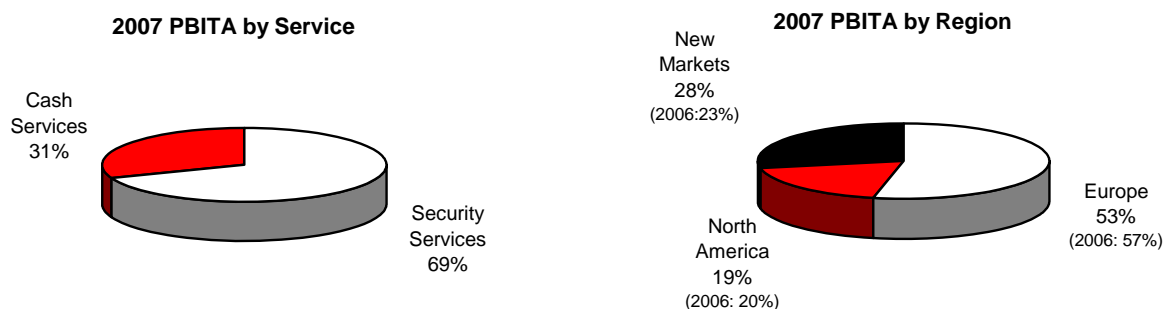 2007 PBITA by Service
Cash
Services
31%
Security
Services
69%
2007 PBITA by Region
New
Markets
28%
(2006:23%)
Europe
53%
(2006: 57%)
North
America
19%
(2006: 20%)